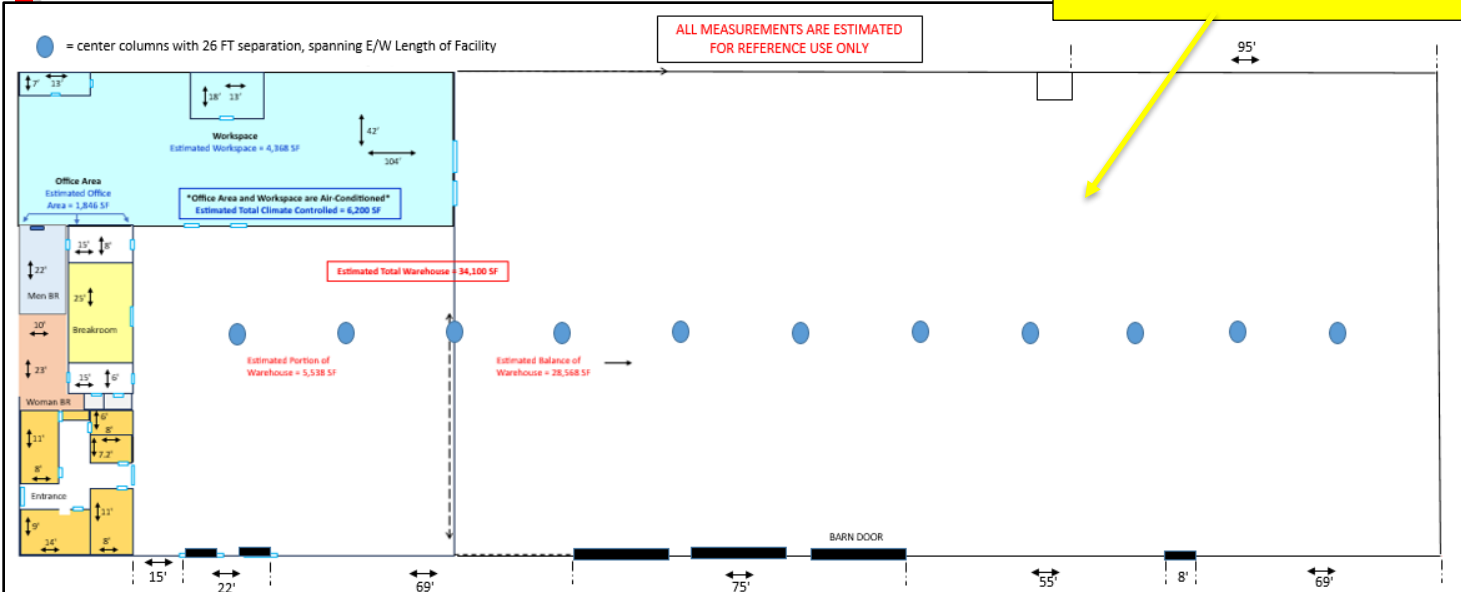 ALL MEASUREMENTS ARE ESTIMATED
FOR REFERENCE USE ONLY
= center columns with 26 FT separation, spanning E/W Length of Facility
95'
7' 13'
18' 13'
Workspace
Estimated Workspace = 4,368 SF
42'
104'
Office Area
Estimated Office
Area = 1,846 SF
*Office Area and Workspace are Air-Conditioned*
Estimated Total Climate Controlled = 6,200 SF
15' 8'
22'
Men BR
25'
Breakroom
Estimated Total Warehouse = 34,100 SF
10'
23'
15' 6'
Woman BR
Estimated Portion of
Warehouse = 5,538 SF
Estimated Balance of
Warehouse = 28,568 SF
6'
8'
11'
7.2'
8'
Entrance
11'
9'
14'
8'
BARN DOOR
15'
22'
69'
75'
55'
8'
69'